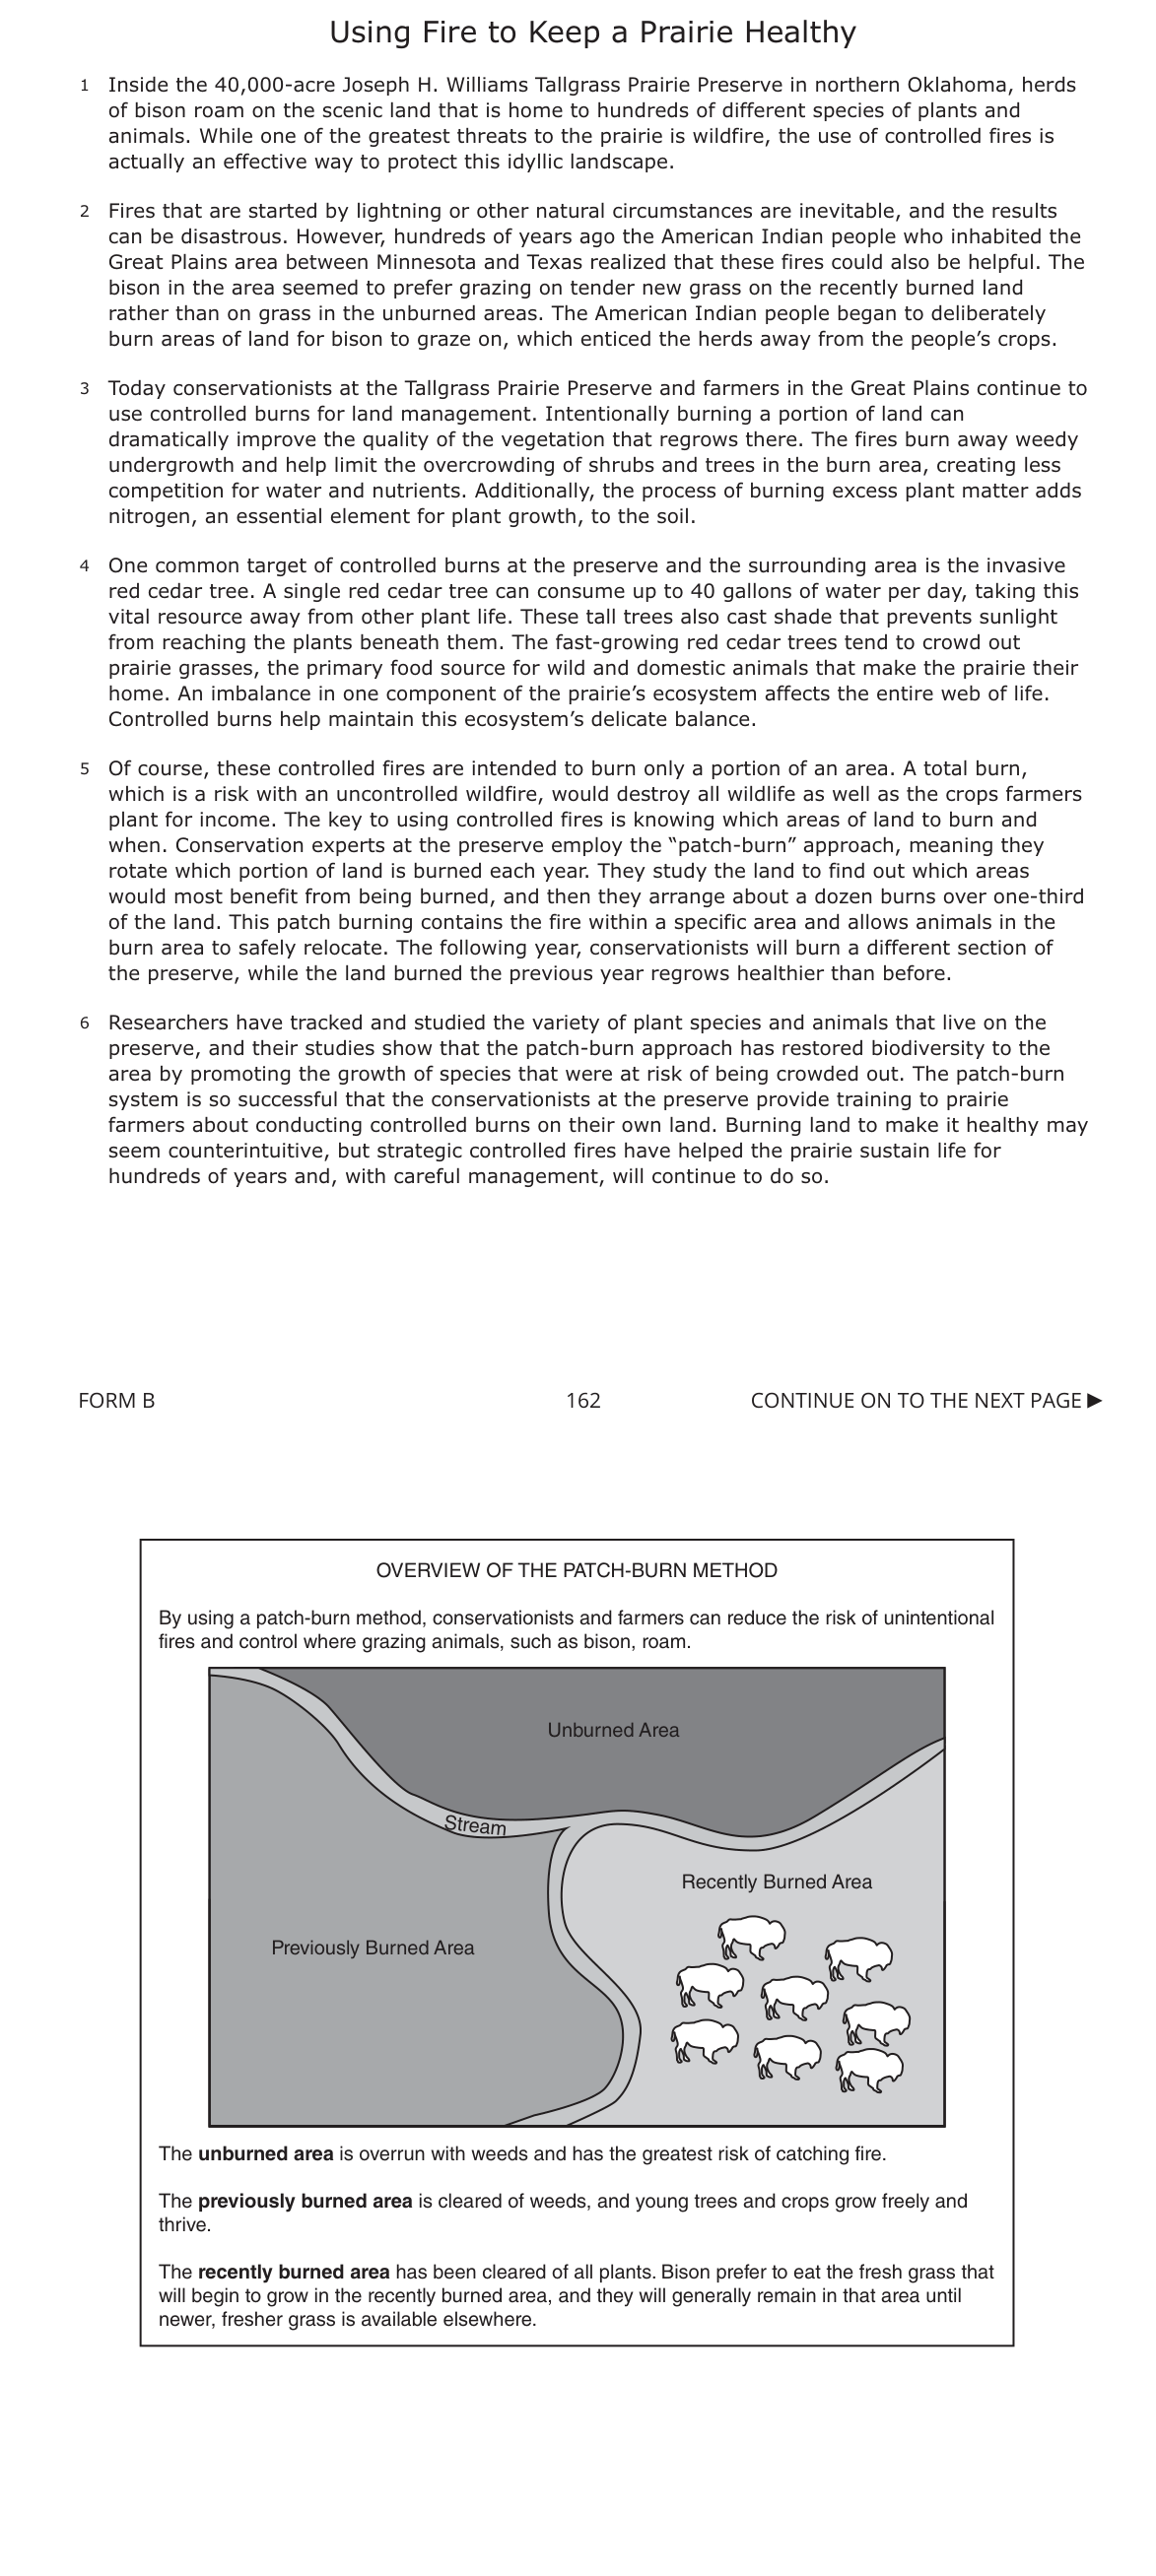 Using Fire to Keep a Prairie Healthy
1 Inside the 40,000-acre Joseph H. Williams Tallgrass Prairie Preserve in northern Oklahoma, herds
of bison roam on the scenic land that is home to hundreds of different species of plants and
animals. While one of the greatest threats to the prairie is wildfire, the use of controlled fires is
actually an effective way to protect this idyllic landscape.
2 Fires that are started by lightning or other natural circumstances are inevitable, and the results
can be disastrous. However, hundreds of years ago the American Indian people who inhabited the
Great Plains area between Minnesota and Texas realized that these fires could also be helpful. The
bison in the area seemed to prefer grazing on tender new grass on the recently burned land
rather than on grass in the unburned areas. The American Indian people began to deliberately
burn areas of land for bison to graze on, which enticed the herds away from the people’s crops.
3 Today conservationists at the Tallgrass Prairie Preserve and farmers in the Great Plains continue to
use controlled burns for land management. Intentionally burning a portion of land can
dramatically improve the quality of the vegetation that regrows there. The fires burn away weedy
undergrowth and help limit the overcrowding of shrubs and trees in the burn area, creating less
competition for water and nutrients. Additionally, the process of burning excess plant matter adds
nitrogen, an essential element for plant growth, to the soil.
4 One common target of controlled burns at the preserve and the surrounding area is the invasive
red cedar tree. A single red cedar tree can consume up to 40 gallons of water per day, taking this
vital resource away from other plant life. These tall trees also cast shade that prevents sunlight
from reaching the plants beneath them. The fast-growing red cedar trees tend to crowd out
prairie grasses, the primary food source for wild and domestic animals that make the prairie their
home. An imbalance in one component of the prairie’s ecosystem affects the entire web of life.
Controlled burns help maintain this ecosystem’s delicate balance.
5 Of course, these controlled fires are intended to burn only a portion of an area. A total burn,
which is a risk with an uncontrolled wildfire, would destroy all wildlife as well as the crops farmers
plant for income. The key to using controlled fires is knowing which areas of land to burn and
when. Conservation experts at the preserve employ the “patch-burn” approach, meaning they
rotate which portion of land is burned each year. They study the land to find out which areas
would most benefit from being burned, and then they arrange about a dozen burns over one-third
of the land. This patch burning contains the fire within a specific area and allows animals in the
burn area to safely relocate. The following year, conservationists will burn a different section of
the preserve, while the land burned the previous year regrows healthier than before.
6 Researchers have tracked and studied the variety of plant species and animals that live on the
preserve, and their studies show that the patch-burn approach has restored biodiversity to the
area by promoting the growth of species that were at risk of being crowded out. The patch-burn
system is so successful that the conservationists at the preserve provide training to prairie
farmers about conducting controlled burns on their own land. Burning land to make it healthy may
seem counterintuitive, but strategic controlled fires have helped the prairie sustain life for
hundreds of years and, with careful management, will continue to do so.
FORM B 162 CONTINUE ON TO THE NEXT PAGE ►
OVERVIEW OF THE PATCH-BURN METHOD
By using a patch-burn method, conservationists and farmers can reduce the risk of unintentional
fires and control where grazing animals, such as bison, roam.
Unburned Area
Stream
Recently Burned Area
Previously Burned Area
The unburned area is overrun with weeds and has the greatest risk of catching fire.
The previously burned area is cleared of weeds, and young trees and crops grow freely and
thrive.
The recently burned area has been cleared of all plants. Bison prefer to eat the fresh grass that
will begin to grow in the recently burned area, and they will generally remain in that area until
newer, fresher grass is available elsewhere.